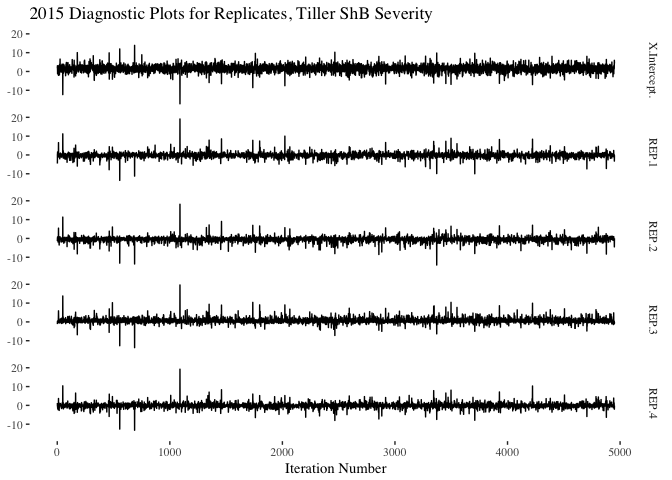 2015 Diagnostic Plots for Replicates, Tiller ShB Severity
20
10
0
-10
X.Intercept.
20
10
0
-10
REP.1
20
10
0
-10
REP.2
20
10
0
-10
REP.3
20
10
0
-10
REP.4
0 1000 2000 3000 4000 5000
Iteration Number